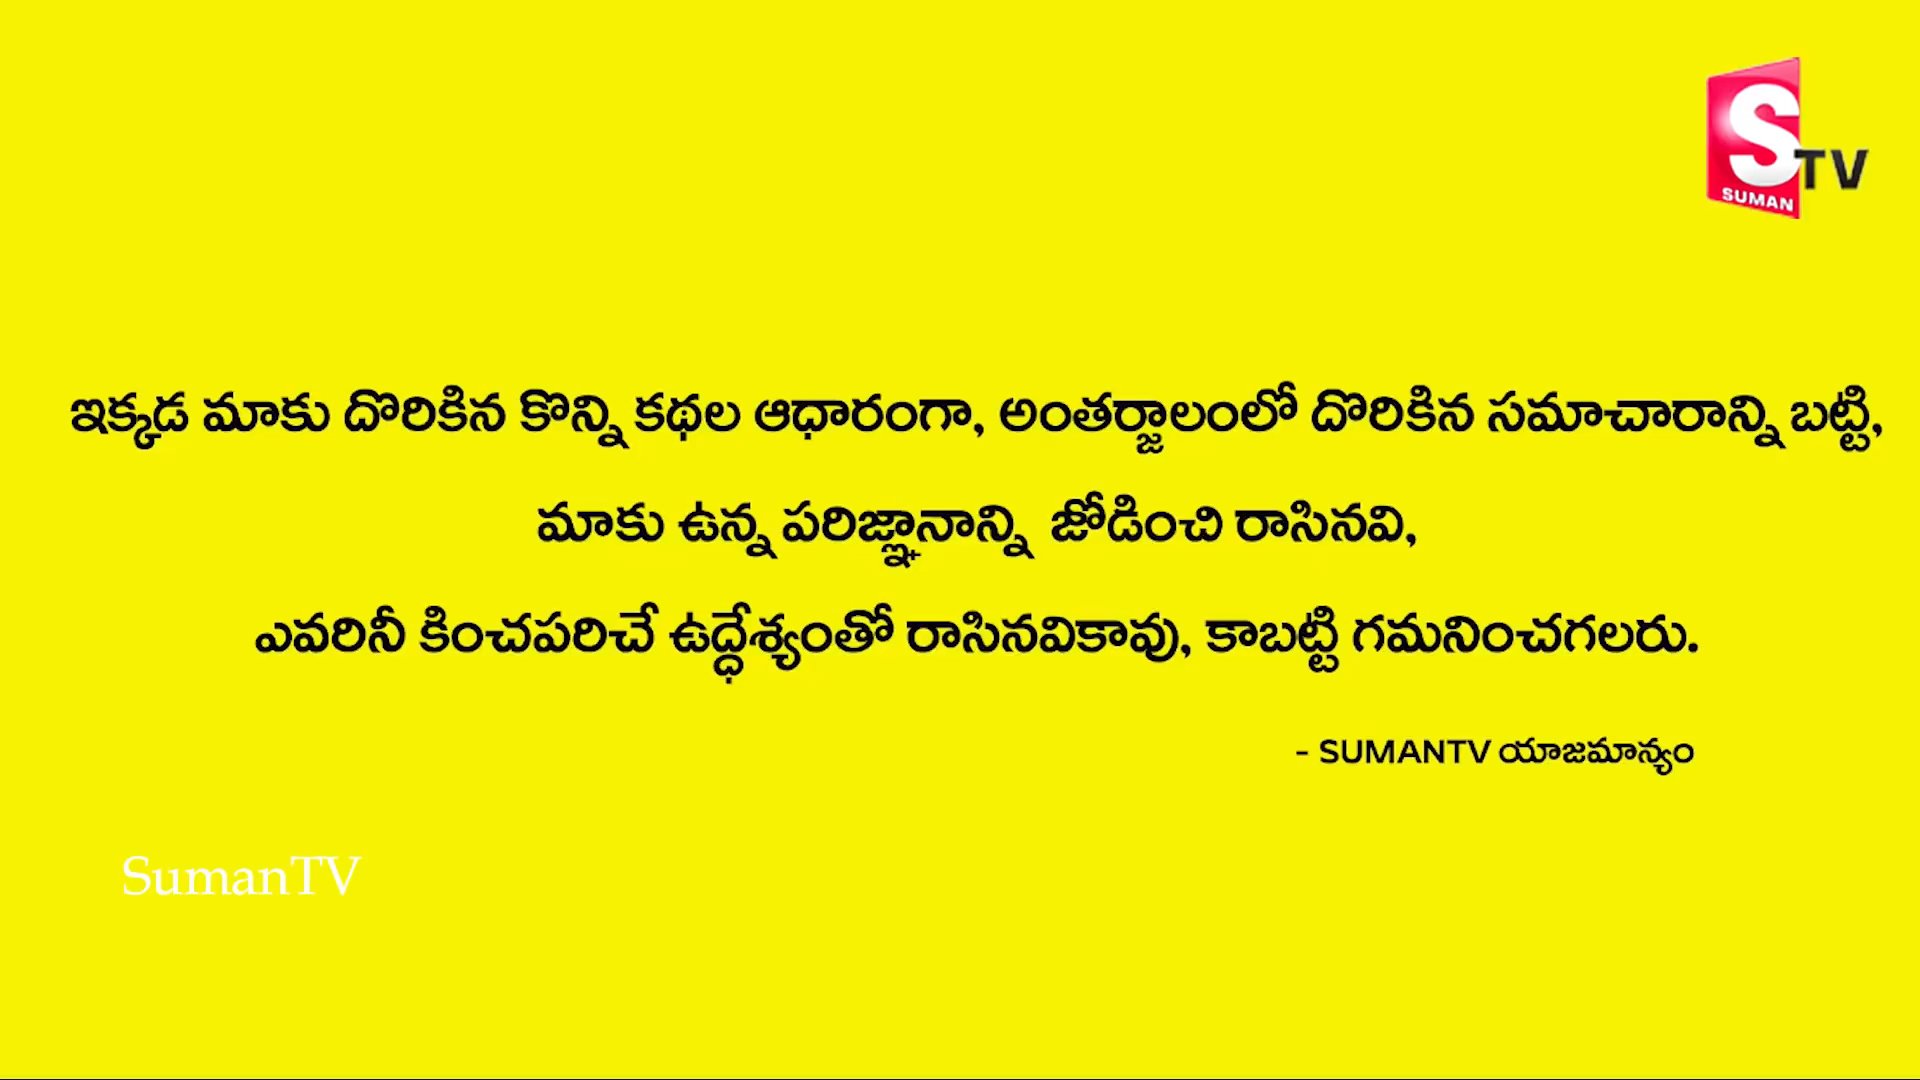 S TV
SUMAN
ఇక్కడ మాకు దొరికిన కొన్ని కథల ఆధారంగా, అంతర్జాలంలో దొరికిన సమాచారాన్ని బట్టి,
మాకు ఉన్న పరిజ్ఞానాన్ని జోడించి రాసినవి,
ఎవరినీ కించపరిచే ఉద్ధేశ్యంతో రాసినవికావు, కాబట్టి గమనించగలరు.
- SUMANTV యాజమాన్యం
SumanTV